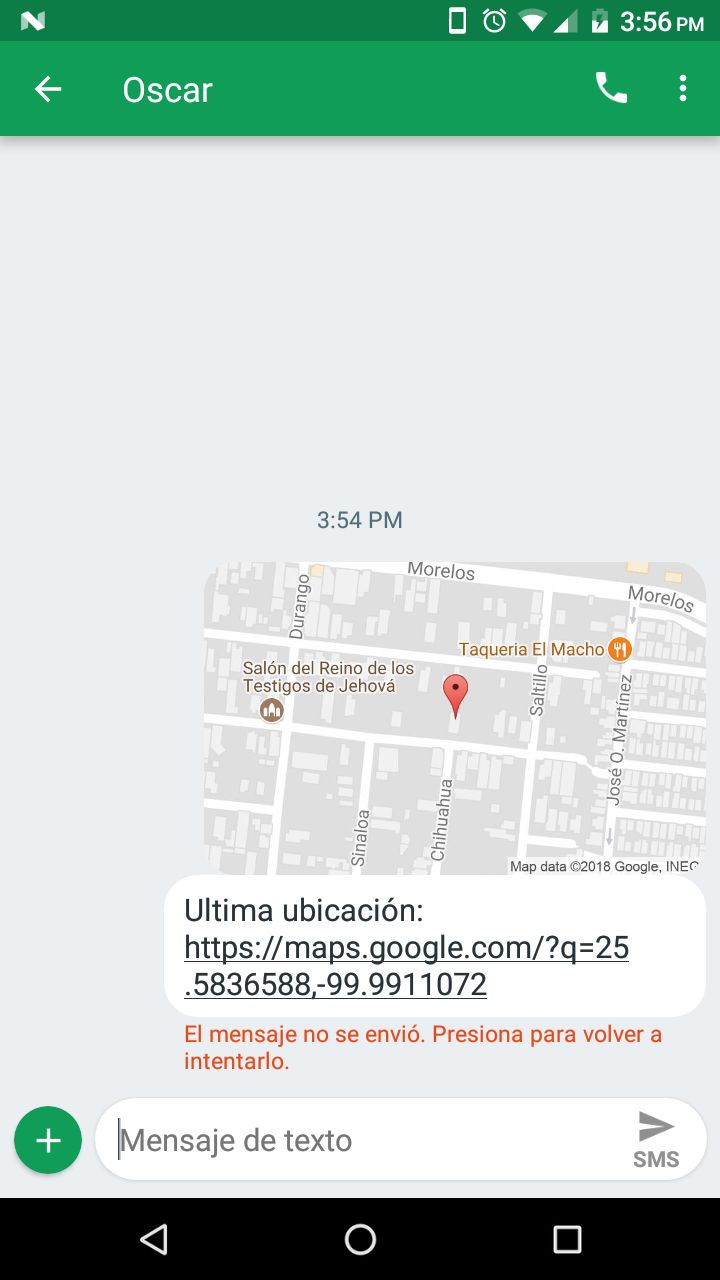 3:56 PM
Oscar
3:54 PM
Morelos
Morelos
Durango
Taqueria El Macho
Salón del Reino de los
Testigos de Jehová
Saltillo
José O. Martínez
Sinaloa
Chihuahua
Map data ©2018 Google, INEG
Ultima ubicación:
https://maps.google.com/?q=25
.5836588,-99.9911072
El mensaje no se envió. Presiona para volver a
intentarlo.
Mensaje de texto
SMS